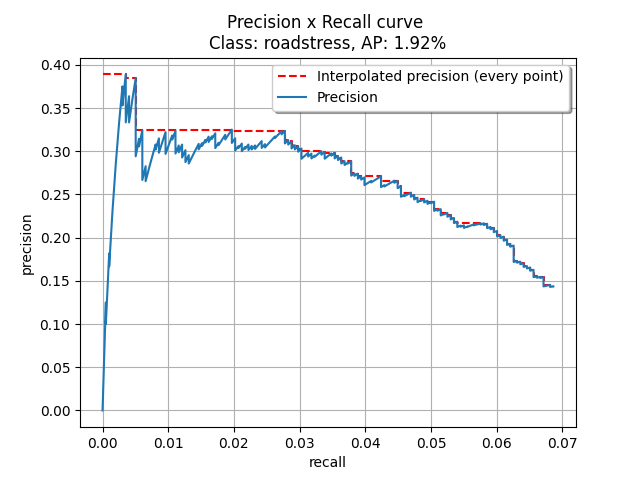 Precision x Recall curve
Class: roadstress, AP: 1.92%
Interpolated precision (every point)
Precision
0.40
0.35
0.30
0.25
0.20
0.15
0.10
0.05
0.00
precision
0.00 0.01 0.02 0.03 0.04 0.05 0.06 0.07
recall